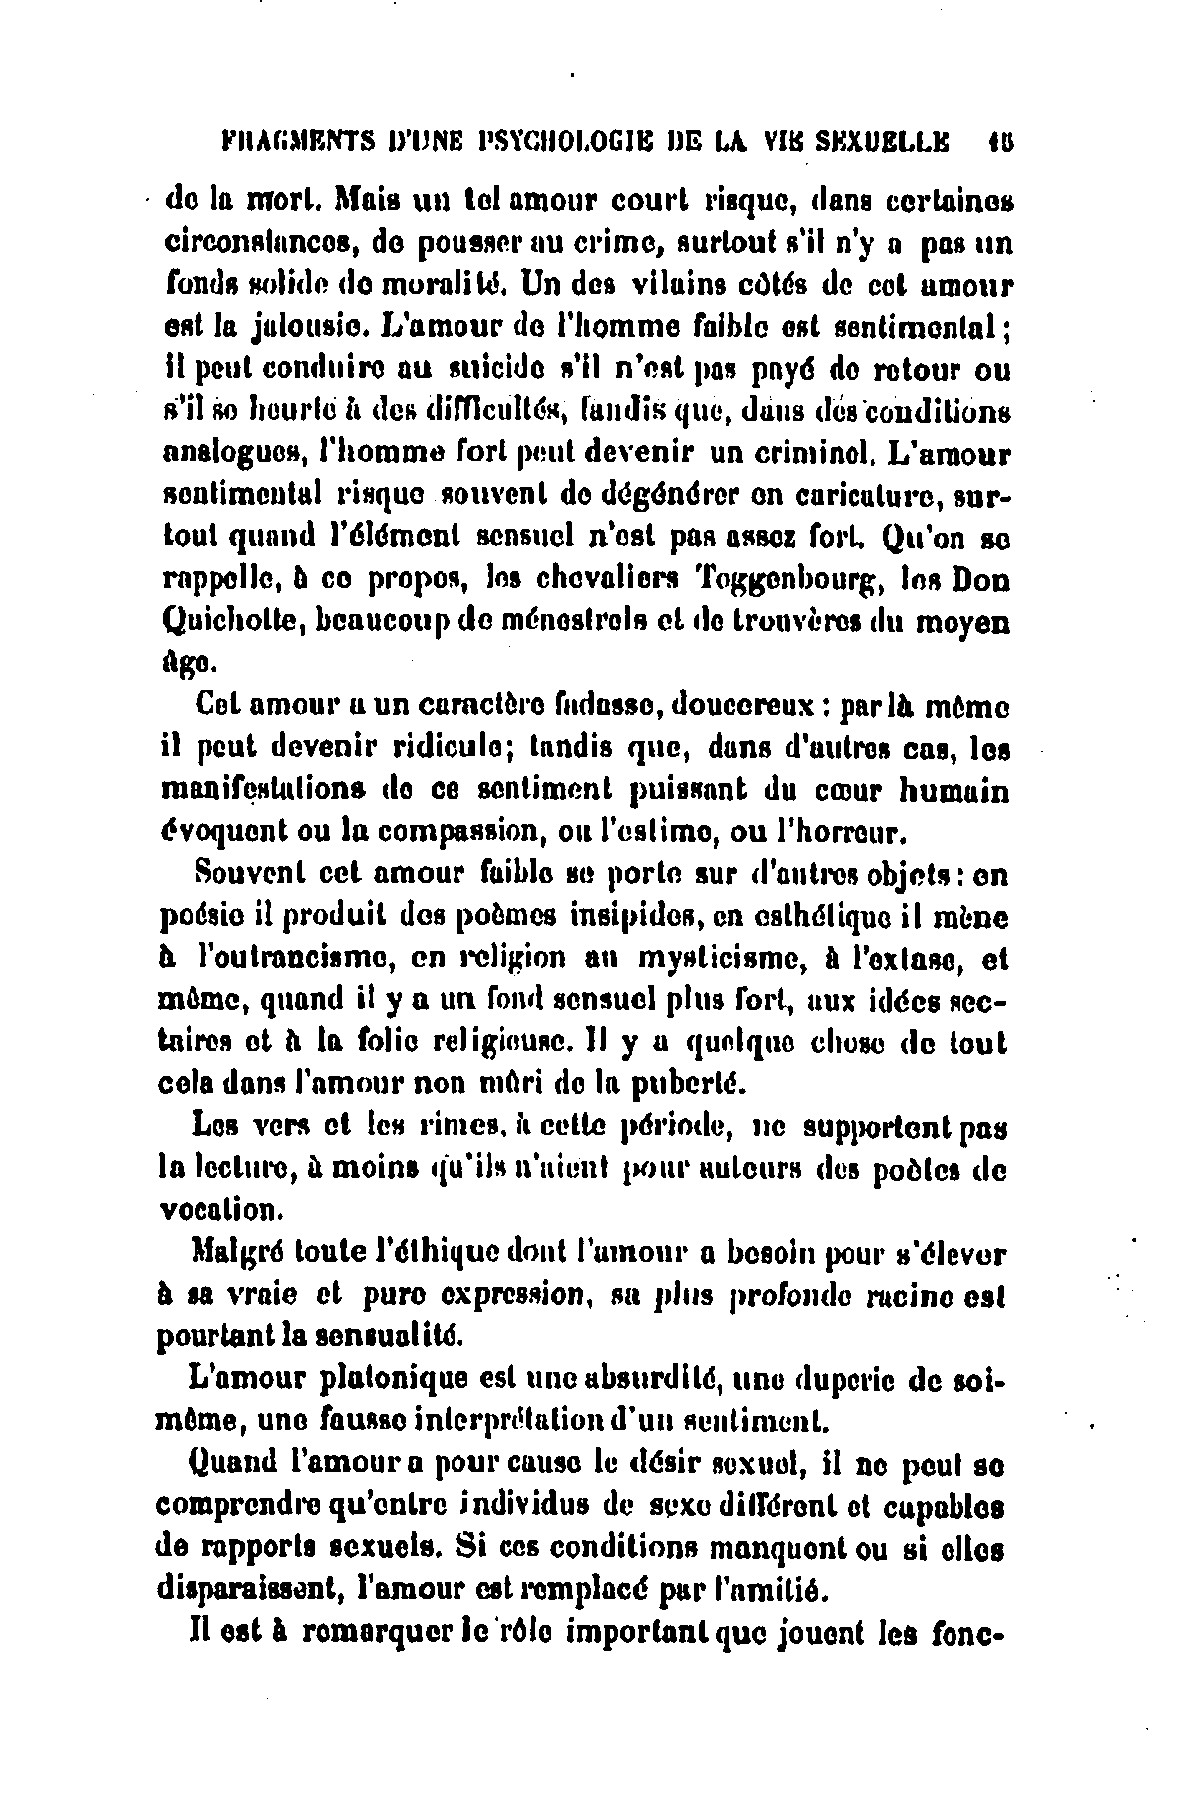 FRAGMENTS D'UNE PSYCHOLOGIE DE LA VIE SEXUELLE 15
de la mort. Mais un tel amour court risque, dans certaines
circonstances, de pousser au crime, surtout s'il n'y a pas un
fonds solide de moralité. Un des vilains côtés de cet amour
est la jalousie. L'amour de l'homme faible est sentimental ;
il peut conduire au suicide s'il n'est pas payé de retour ou
s'il se heurte à des difficultés, tandis que, dans des conditions
analogues, l'homme fort peut devenir un criminel. L'amour
sentimental risque souvent de dégénérer en caricature, sur-
tout quand l'élément sensuel n'est pas assez fort. Qu'on se
rappelle, à ce propos, les chevaliers Toggenbourg, les Don
Quichotte, beaucoup de ménestrels et de trouvères du moyen
âge.
Cet amour a un caractère fadasse, doucereux : par là même
il peut devenir ridicule; tandis que, dans d'autres cas, les
manifestations de ce sentiment puissant du cœur humain
évoquent ou la compassion, ou l'estime, ou l'horreur.
Souvent cet amour faible se porte sur d'autres objets : en
poésie il produit des poèmes insipides, en esthétique il mène
à l'outrancisme, en religion au mysticisme, à l'extase, et
même, quand il y a un fond sensuel plus fort, aux idées sec-
taires et à la folie religieuse. Il y a quelque chose de tout
cela dans l'amour non mûri de la puberté.
Les vers et les rimes, à cette période, ne supportent pas
la lecture, à moins qu'ils n'aient pour auteurs des poètes de
vocation.
Malgré toute l'éthique dont l'amour a besoin pour s'élever
à sa vraie et pure expression, sa plus profonde racine est
pourtant la sensualité.
L'amour platonique est une absurdité, une duperie de soi-
même, une fausse interprétation d'un sentiment.
Quand l'amour a pour cause le désir sexuel, il ne peut se
comprendre qu'entre individus de sexe différent et capables
de rapports sexuels. Si ces conditions manquent ou si elles
disparaissent, l'amour est remplacé par l'amitié.
Il est à remarquer le rôle important que jouent les fonc-